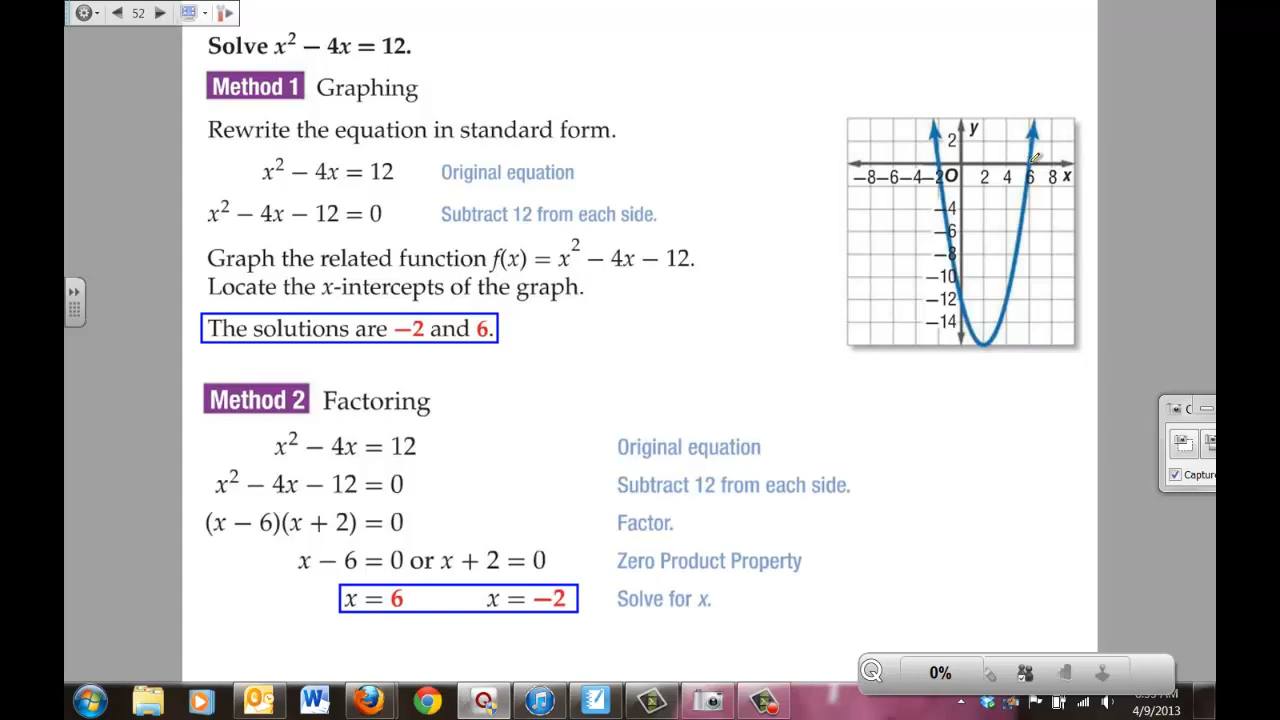 52
Solve x² − 4x = 12.
Method 1 Graphing
Rewrite the equation in standard form.
x² − 4x = 12 Original equation
x² − 4x − 12 = 0 Subtract 12 from each side.
Graph the related function f(x) = x² − 4x − 12.
Locate the x-intercepts of the graph.
The solutions are −2 and 6.
y
2
−8 −6 −4 −2 O 2 4 6 8 x
−4
−6
−8
−10
−12
−14
Method 2 Factoring
x² − 4x = 12 Original equation
x² − 4x − 12 = 0 Subtract 12 from each side.
(x − 6)(x + 2) = 0 Factor.
x − 6 = 0 or x + 2 = 0 Zero Product Property
x = 6 x = −2 Solve for x.
C
Capture
0%
4/9/2013